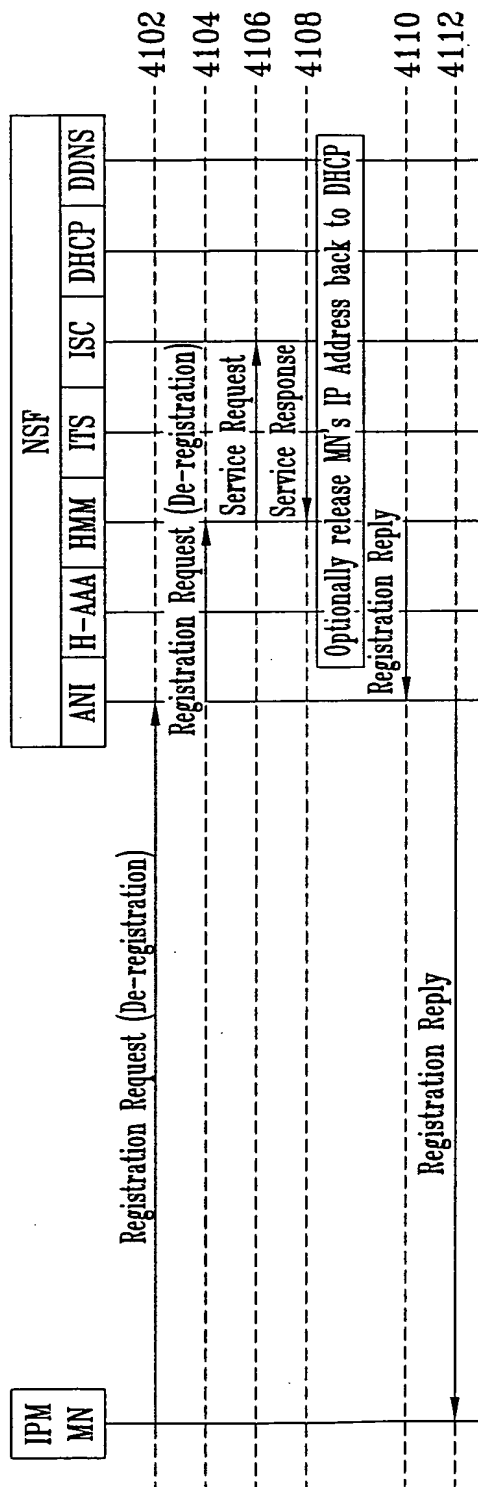 IPM
MN
NSF
ANI
H-AAA
HMM
ITS
ISC
DHCP
DDNS
Registration Request (De-registration)
4102
Registration Request (De-registration)
4104
Service Request
4106
Service Response
4108
Optionally release MN's IP Address back to DHCP
Registration Reply
4110
Registration Reply
4112